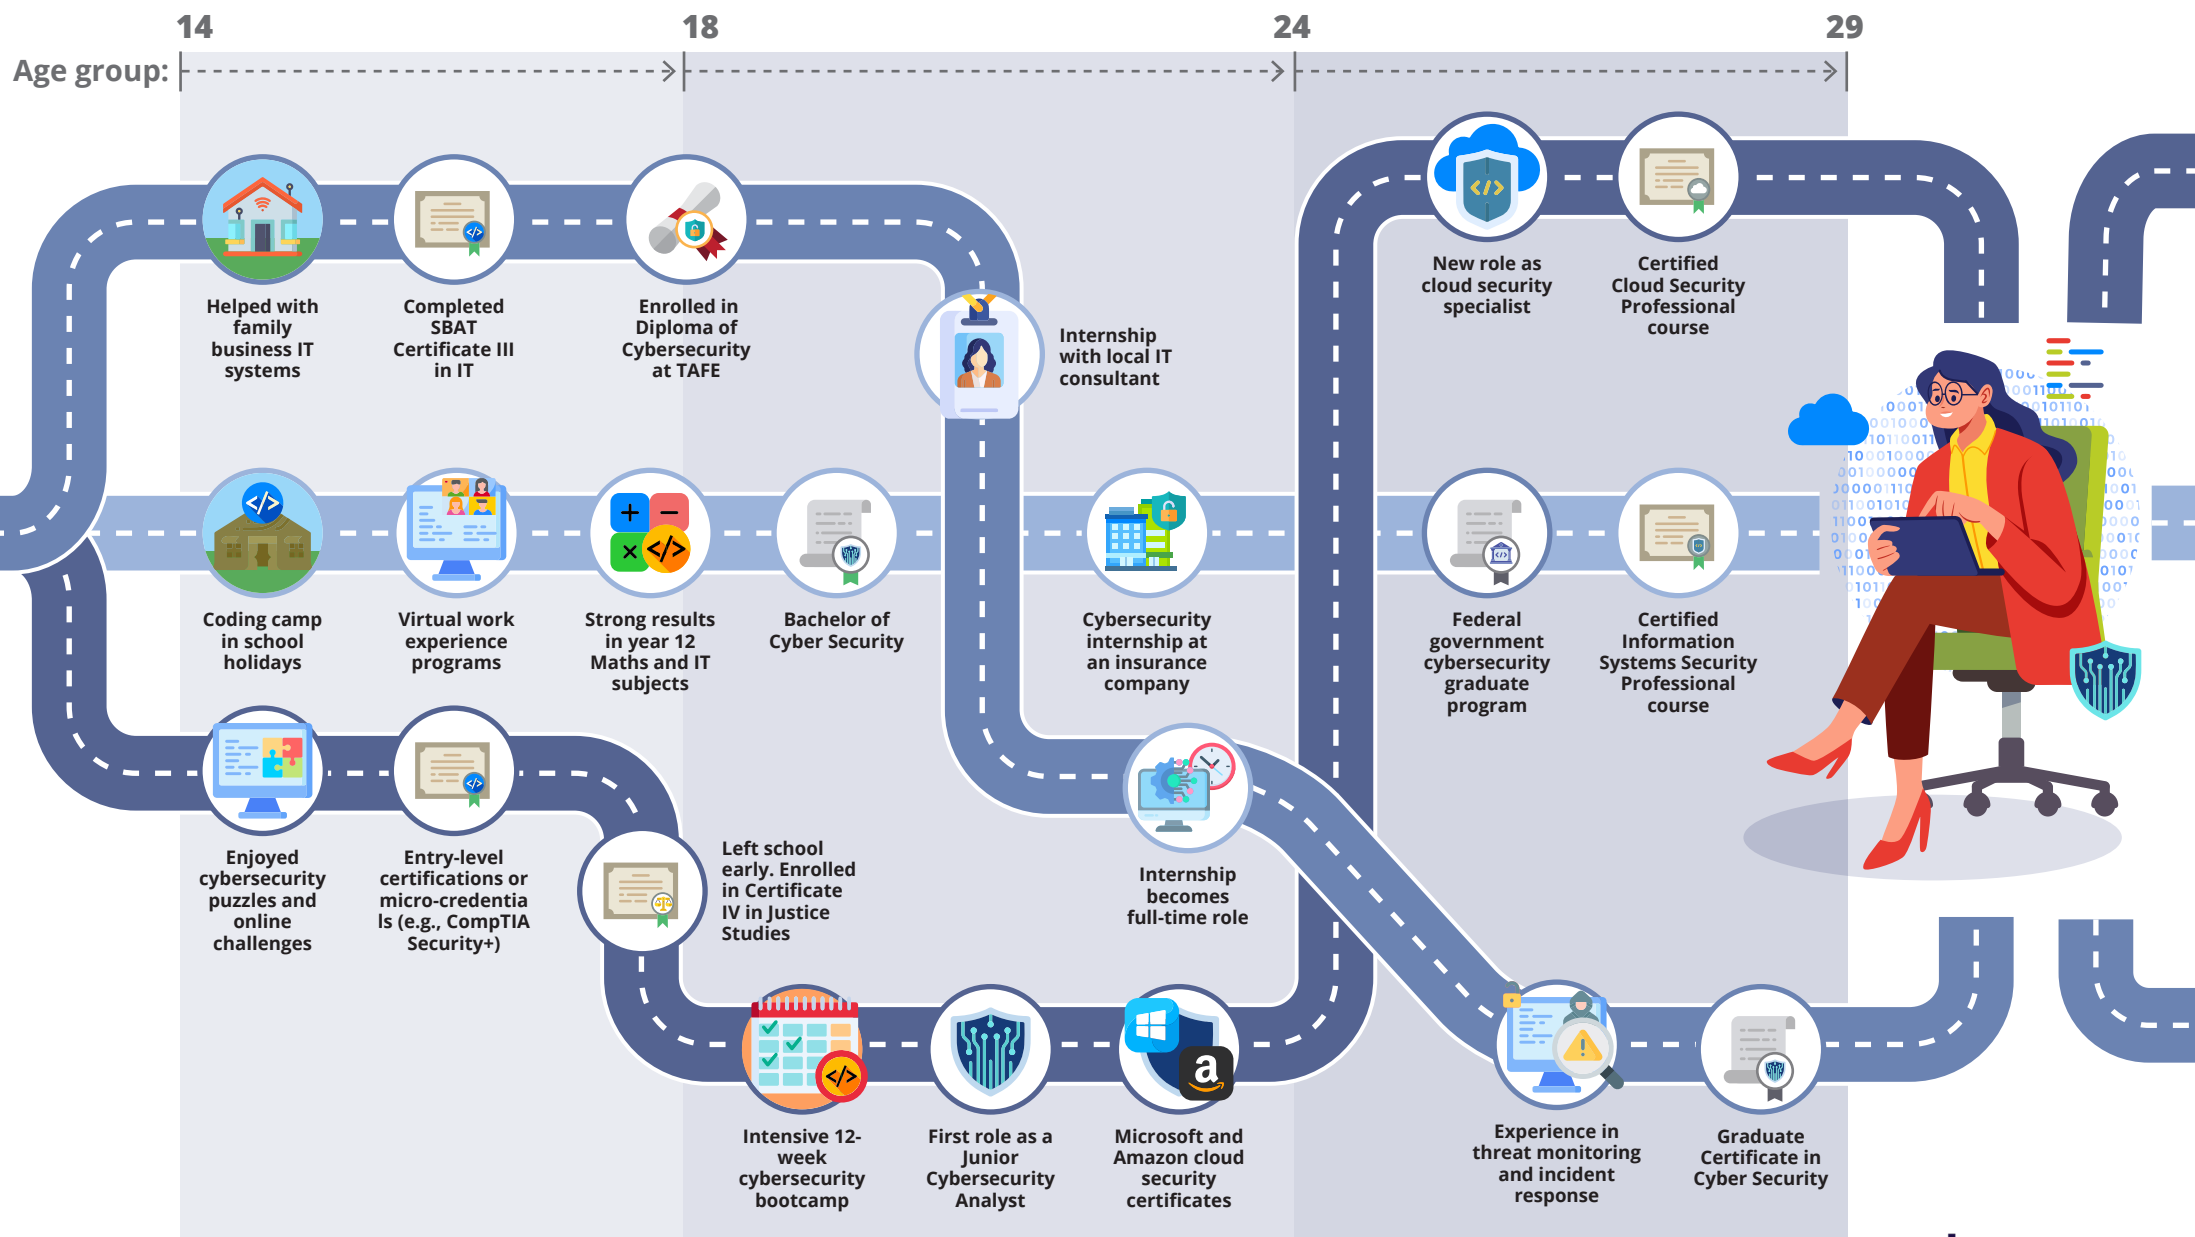 14
18
24
29
Age group:
Helped with
family
business IT
systems
Completed
SBAT
Certificate III
in IT
Enrolled in
Diploma of
Cybersecurity
at TAFE
Internship
with local IT
consultant
New role as
cloud security
specialist
Certified
Cloud Security
Professional
course
Coding camp
in school
holidays
Virtual work
experience
programs
Strong results
in year 12
Maths and IT
subjects
Bachelor of
Cyber Security
Cybersecurity
internship at
an insurance
company
Federal
government
cybersecurity
graduate
program
Certified
Information
Systems Security
Professional
course
Enjoyed
cybersecurity
puzzles and
online
challenges
Entry-level
certifications or
micro-credentia
ls (e.g., CompTIA
Security+)
Left school
early. Enrolled
in Certificate
IV in Justice
Studies
Internship
becomes
full-time role
Intensive 12-
week
cybersecurity
bootcamp
First role as a
Junior
Cybersecurity
Analyst
Microsoft and
Amazon cloud
security
certificates
Experience in
threat monitoring
and incident
response
Graduate
Certificate in
Cyber Security